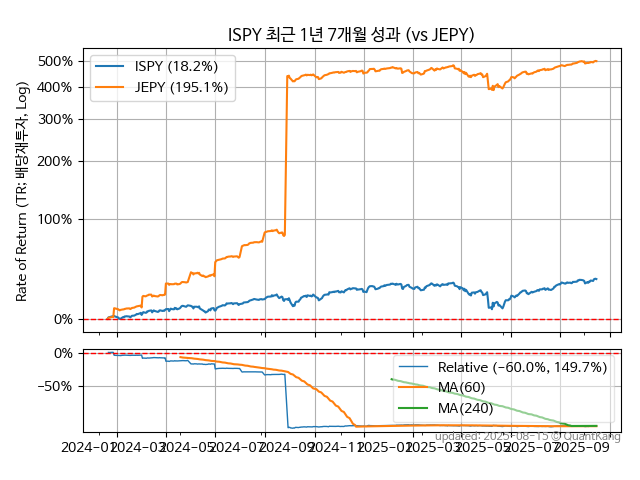 ISPY 최근 1년 7개월 성과 (vs JEPY)
ISPY (18.2%)
JEPY (195.1%)
Rate of Return (TR; 배당재투자, Log)
500%
400%
300%
200%
100%
0%
0%
−50%
Relative (-60.0%, 149.7%)
MA(60)
MA(240)
updated: 2025-08-15 © QuantKang
2024-01 2024-03 2024-05 2024-07 2024-09 2024-11 2025-01 2025-03 2025-05 2025-07 2025-09